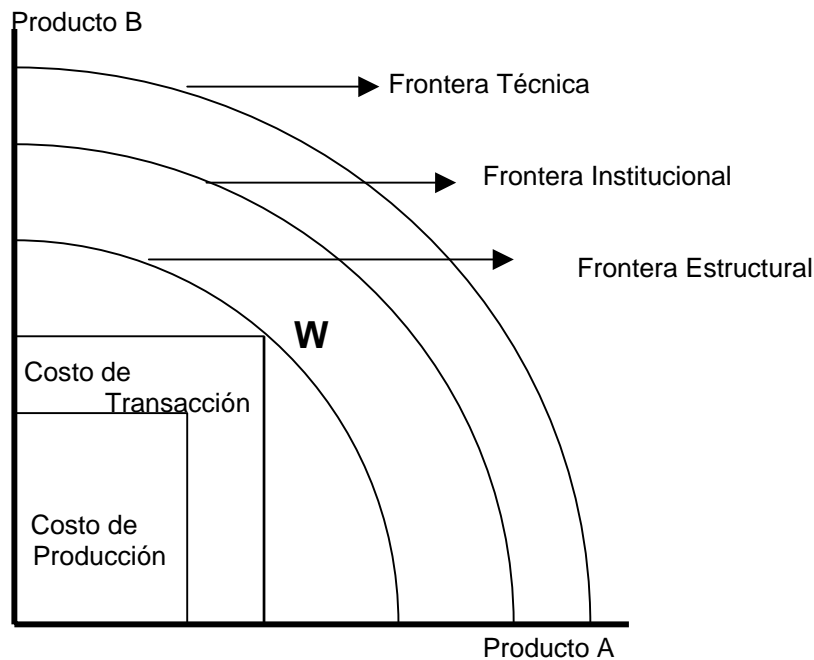 Producto B
Frontera Técnica
Frontera Institucional
Frontera Estructural
W
Costo de
Transacción
Costo de
Producción
Producto A